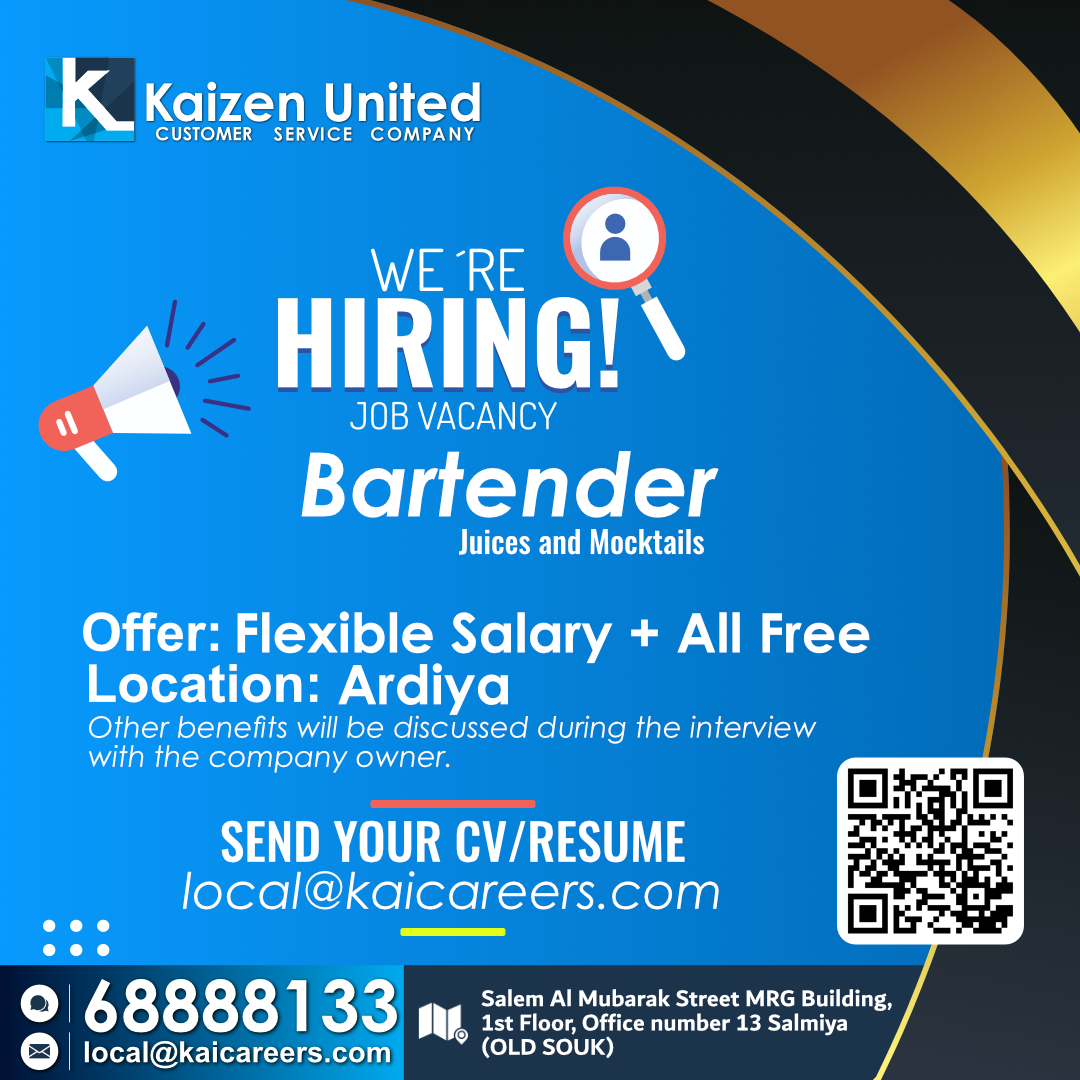 K Kaizen United
CUSTOMER SERVICE COMPANY
WE ´RE
HIRING!
JOB VACANCY
Bartender
Juices and Mocktails
Offer: Flexible Salary + All Free
Location: Ardiya
Other benefits will be discussed during the interview
with the company owner.
SEND YOUR CV/RESUME
local@kaicareers.com
68888133
local@kaicareers.com
Salem Al Mubarak Street MRG Building,
1st Floor, Office number 13 Salmiya
(OLD SOUK)